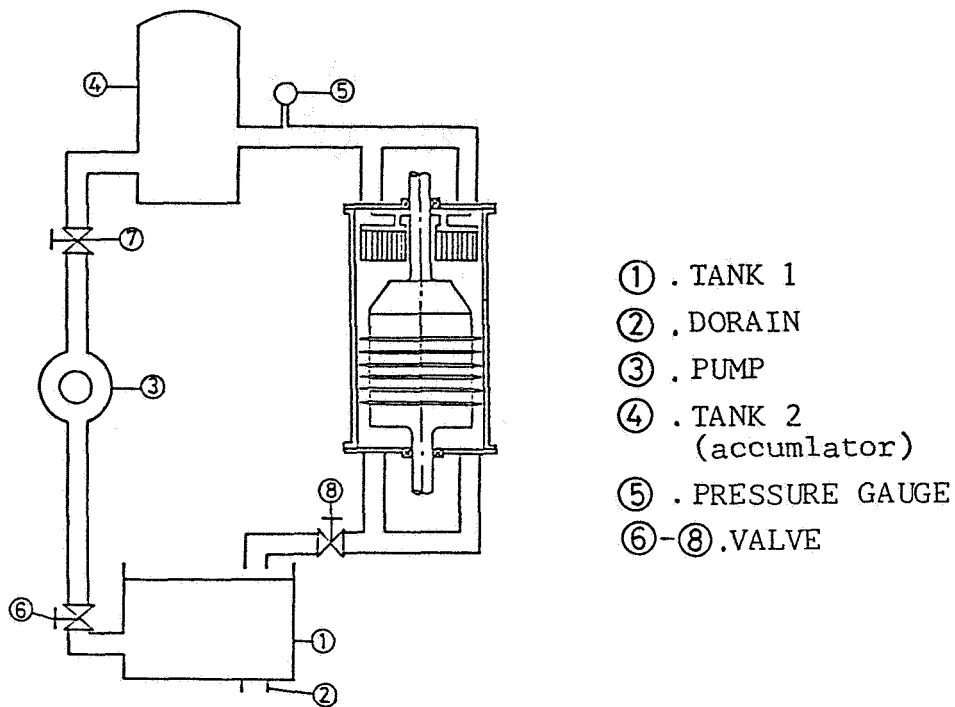 ④
⑤
⑦
③
⑧
⑥
①
②
① . TANK 1
② . DORAIN
③ . PUMP
④ . TANK 2
(accumlator)
⑤ . PRESSURE GAUGE
⑥-⑧.VALVE